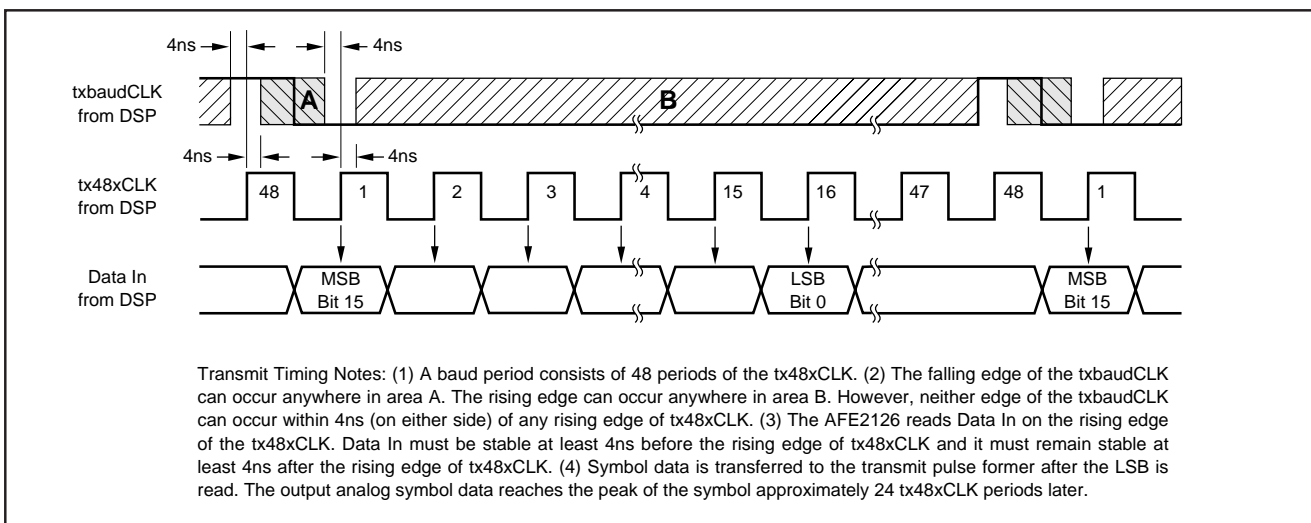 4ns
4ns
txbaudCLK
from DSP
A
B
4ns
4ns
tx48xCLK
from DSP
48
1
2
3
4
15
16
47
48
1
Data In
from DSP
MSB
Bit 15
LSB
Bit 0
MSB
Bit 15
Transmit Timing Notes: (1) A baud period consists of 48 periods of the tx48xCLK. (2) The falling edge of the txbaudCLK
can occur anywhere in area A. The rising edge can occur anywhere in area B. However, neither edge of the txbaudCLK
can occur within 4ns (on either side) of any rising edge of tx48xCLK. (3) The AFE2126 reads Data In on the rising edge
of the tx48xCLK. Data In must be stable at least 4ns before the rising edge of tx48xCLK and it must remain stable at
least 4ns after the rising edge of tx48xCLK. (4) Symbol data is transferred to the transmit pulse former after the LSB is
read. The output analog symbol data reaches the peak of the symbol approximately 24 tx48xCLK periods later.